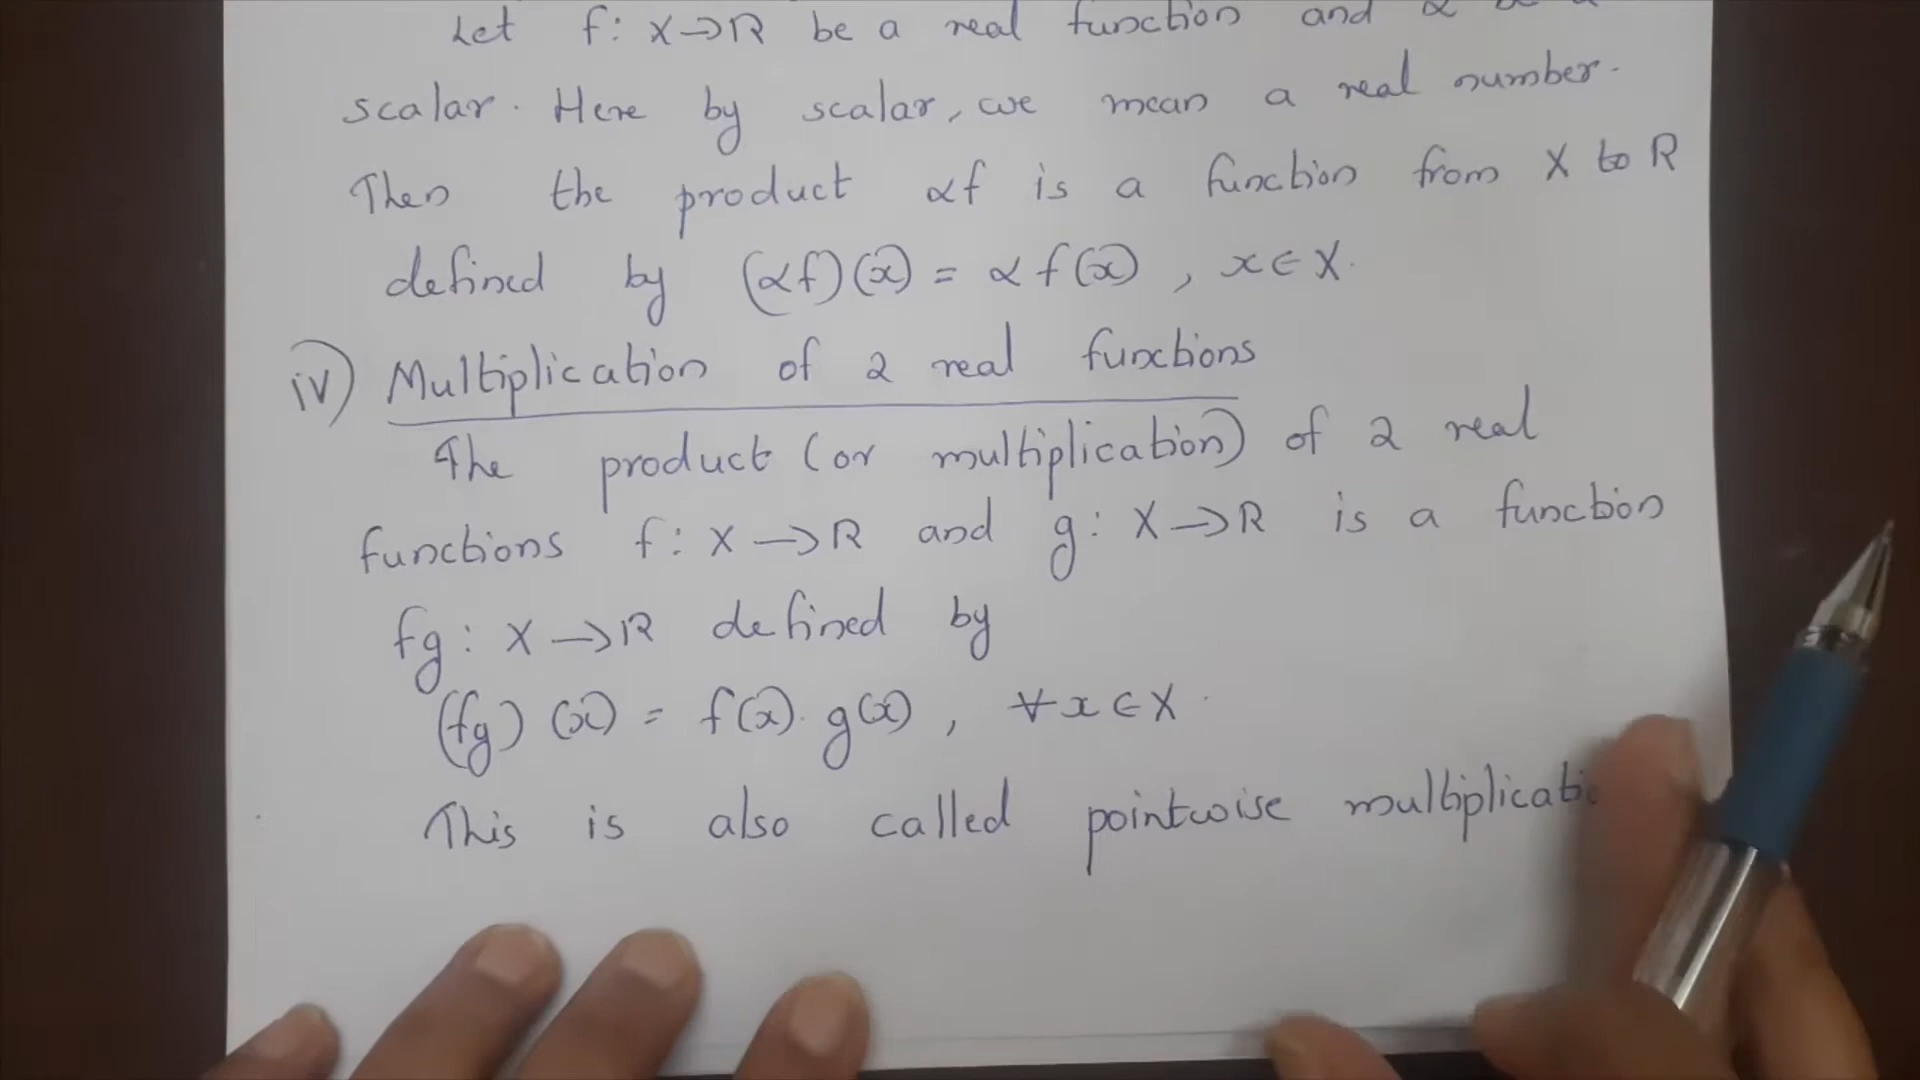 Let f: X→R be a real function and α
scalar. Here by scalar, we mean a real number.
Then the product αf is a function from X to R
defined by (αf)(x) = α f(x) , x∈X.
iv) Multiplication of 2 real functions
The product (or multiplication) of 2 real
functions f: X→R and g: X→R is a function
fg: X→R defined by
(fg)(x) = f(x). g(x) , ∀x∈X.
This is also called pointwise